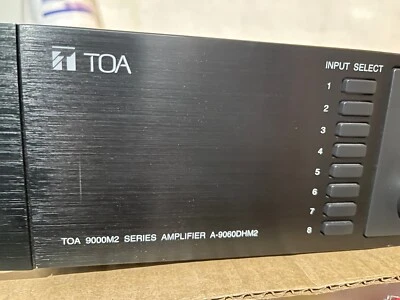 TOA
INPUT SELECT
1
2
3
4
5
6
7
8
TOA 9000M2 SERIES AMPLIFIER A-9060DHM2